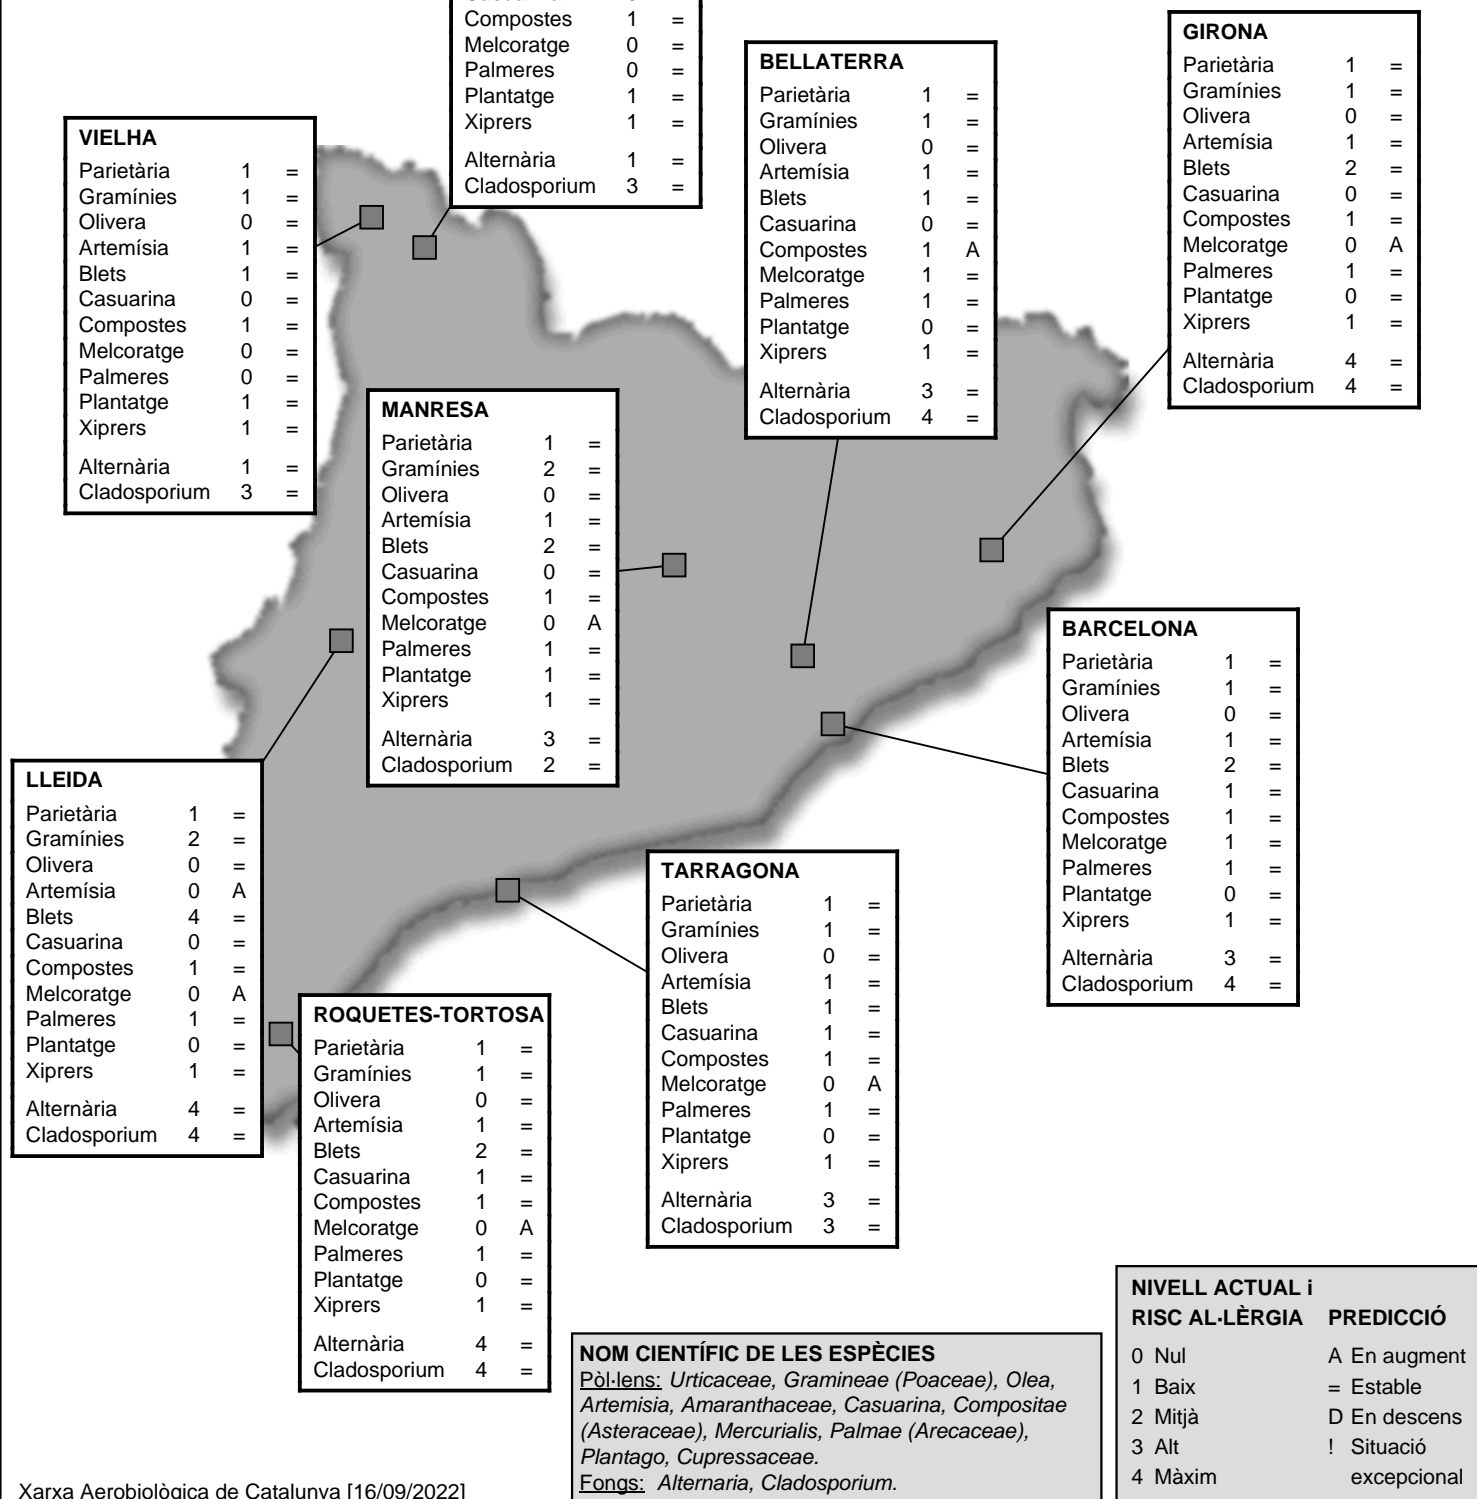 Compostes 1 =
Melcoratge 0 =
Palmeres 0 =
Plantatge 1 =
Xiprers 1 =
Alternària 1 =
Cladosporium 3 =
VIELHA
Parietària 1 =
Gramínies 1 =
Olivera 0 =
Artemísia 1 =
Blets 1 =
Casuarina 0 =
Compostes 1 =
Melcoratge 0 =
Palmeres 0 =
Plantatge 1 =
Xiprers 1 =
Alternària 1 =
Cladosporium 3 =
BELLATERRA
Parietària 1 =
Gramínies 1 =
Olivera 0 =
Artemísia 1 =
Blets 1 =
Casuarina 0 =
Compostes 1 A
Melcoratge 1 =
Palmeres 1 =
Plantatge 0 =
Xiprers 1 =
Alternària 3 =
Cladosporium 4 =
GIRONA
Parietària 1 =
Gramínies 1 =
Olivera 0 =
Artemísia 1 =
Blets 2 =
Casuarina 0 =
Compostes 1 =
Melcoratge 0 A
Palmeres 1 =
Plantatge 0 =
Xiprers 1 =
Alternària 4 =
Cladosporium 4 =
MANRESA
Parietària 1 =
Gramínies 2 =
Olivera 0 =
Artemísia 1 =
Blets 2 =
Casuarina 0 =
Compostes 1 =
Melcoratge 0 A
Palmeres 1 =
Plantatge 1 =
Xiprers 1 =
Alternària 3 =
Cladosporium 2 =
BARCELONA
Parietària 1 =
Gramínies 1 =
Olivera 0 =
Artemísia 1 =
Blets 2 =
Casuarina 1 =
Compostes 1 =
Melcoratge 1 =
Palmeres 1 =
Plantatge 0 =
Xiprers 1 =
Alternària 3 =
Cladosporium 4 =
LLEIDA
Parietària 1 =
Gramínies 2 =
Olivera 0 =
Artemísia 0 A
Blets 4 =
Casuarina 0 =
Compostes 1 =
Melcoratge 0 A
Palmeres 1 =
Plantatge 0 =
Xiprers 1 =
Alternària 4 =
Cladosporium 4 =
TARRAGONA
Parietària 1 =
Gramínies 1 =
Olivera 0 =
Artemísia 1 =
Blets 1 =
Casuarina 1 =
Compostes 1 =
Melcoratge 0 A
Palmeres 1 =
Plantatge 0 =
Xiprers 1 =
Alternària 3 =
Cladosporium 3 =
ROQUETES-TORTOSA
Parietària 1 =
Gramínies 1 =
Olivera 0 =
Artemísia 1 =
Blets 2 =
Casuarina 1 =
Compostes 1 =
Melcoratge 0 A
Palmeres 1 =
Plantatge 0 =
Xiprers 1 =
Alternària 4 =
Cladosporium 4 =
NOM CIENTÍFIC DE LES ESPÈCIES
Pòl·lens: Urticaceae, Gramineae (Poaceae), Olea,
Artemisia, Amaranthaceae, Casuarina, Compositae
(Asteraceae), Mercurialis, Palmae (Arecaceae),
Plantago, Cupressaceae.
Fongs: Alternaria, Cladosporium.
NIVELL ACTUAL i
RISC AL·LÈRGIA PREDICCIÓ
0 Nul A En augment
1 Baix = Estable
2 Mitjà D En descens
3 Alt ! Situació
4 Màxim excepcional
Xarxa Aerobiològica de Catalunya [16/09/2022]